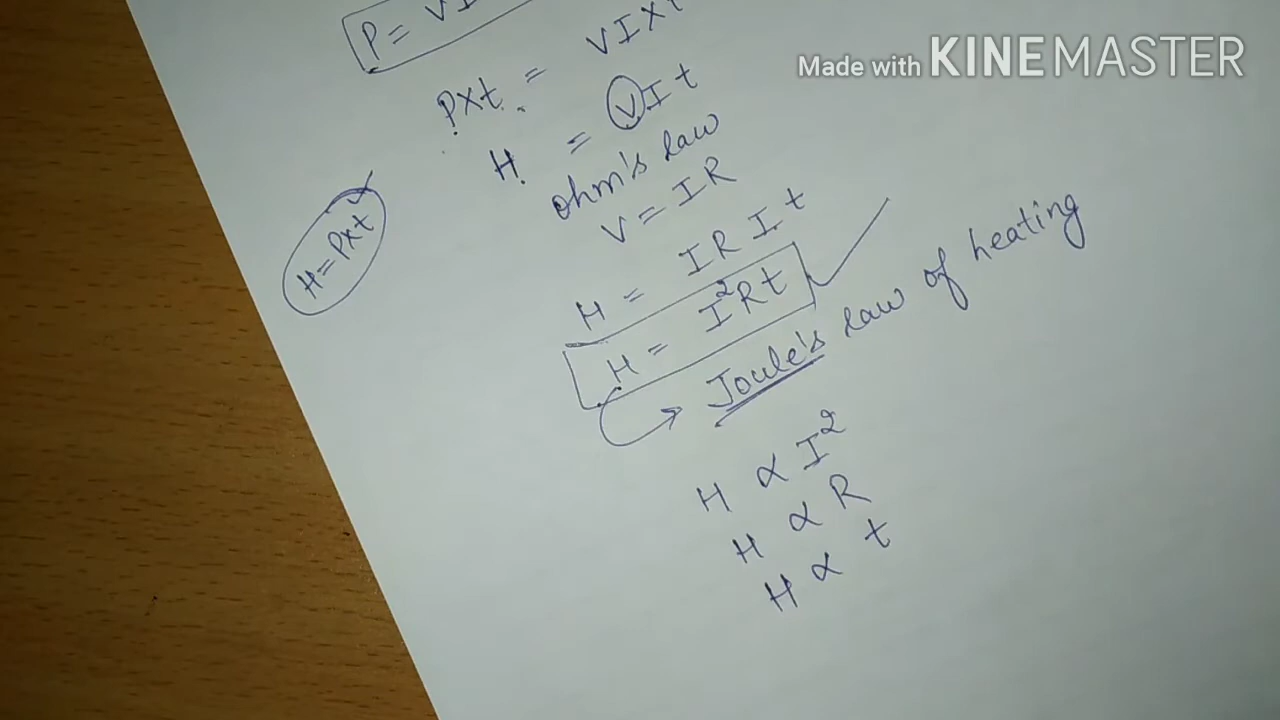 Made with KINEMASTER
P = VI
P×t = VI×t
H = VIt
ohm's law
V = IR
H = P×t
H = IRIt
H = I²Rt
Joule's law of heating
H ∝ I²
H ∝ R
H ∝ t